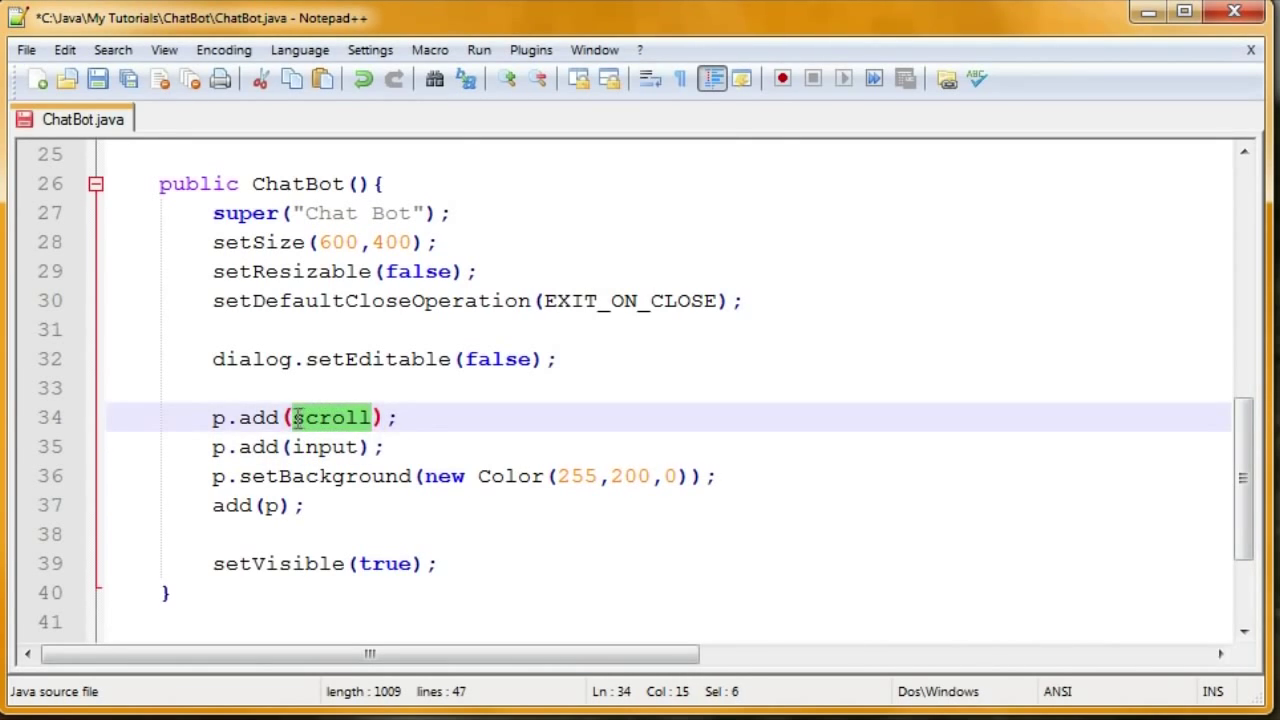 *C:\Java\My Tutorials\ChatBot\ChatBot.java - Notepad++
File Edit Search View Encoding Language Settings Macro Run Plugins Window ? X
ABC
ChatBot.java
25
26 public ChatBot(){
27 super("Chat Bot");
28 setSize(600,400);
29 setResizable(false);
30 setDefaultCloseOperation(EXIT_ON_CLOSE);
31
32 dialog.setEditable(false);
33
34 p.add(scroll);
35 p.add(input);
36 p.setBackground(new Color(255,200,0));
37 add(p);
38
39 setVisible(true);
40 }
41
Java source file length : 1009 lines : 47 Ln : 34 Col : 15 Sel : 6 Dos\Windows ANSI INS